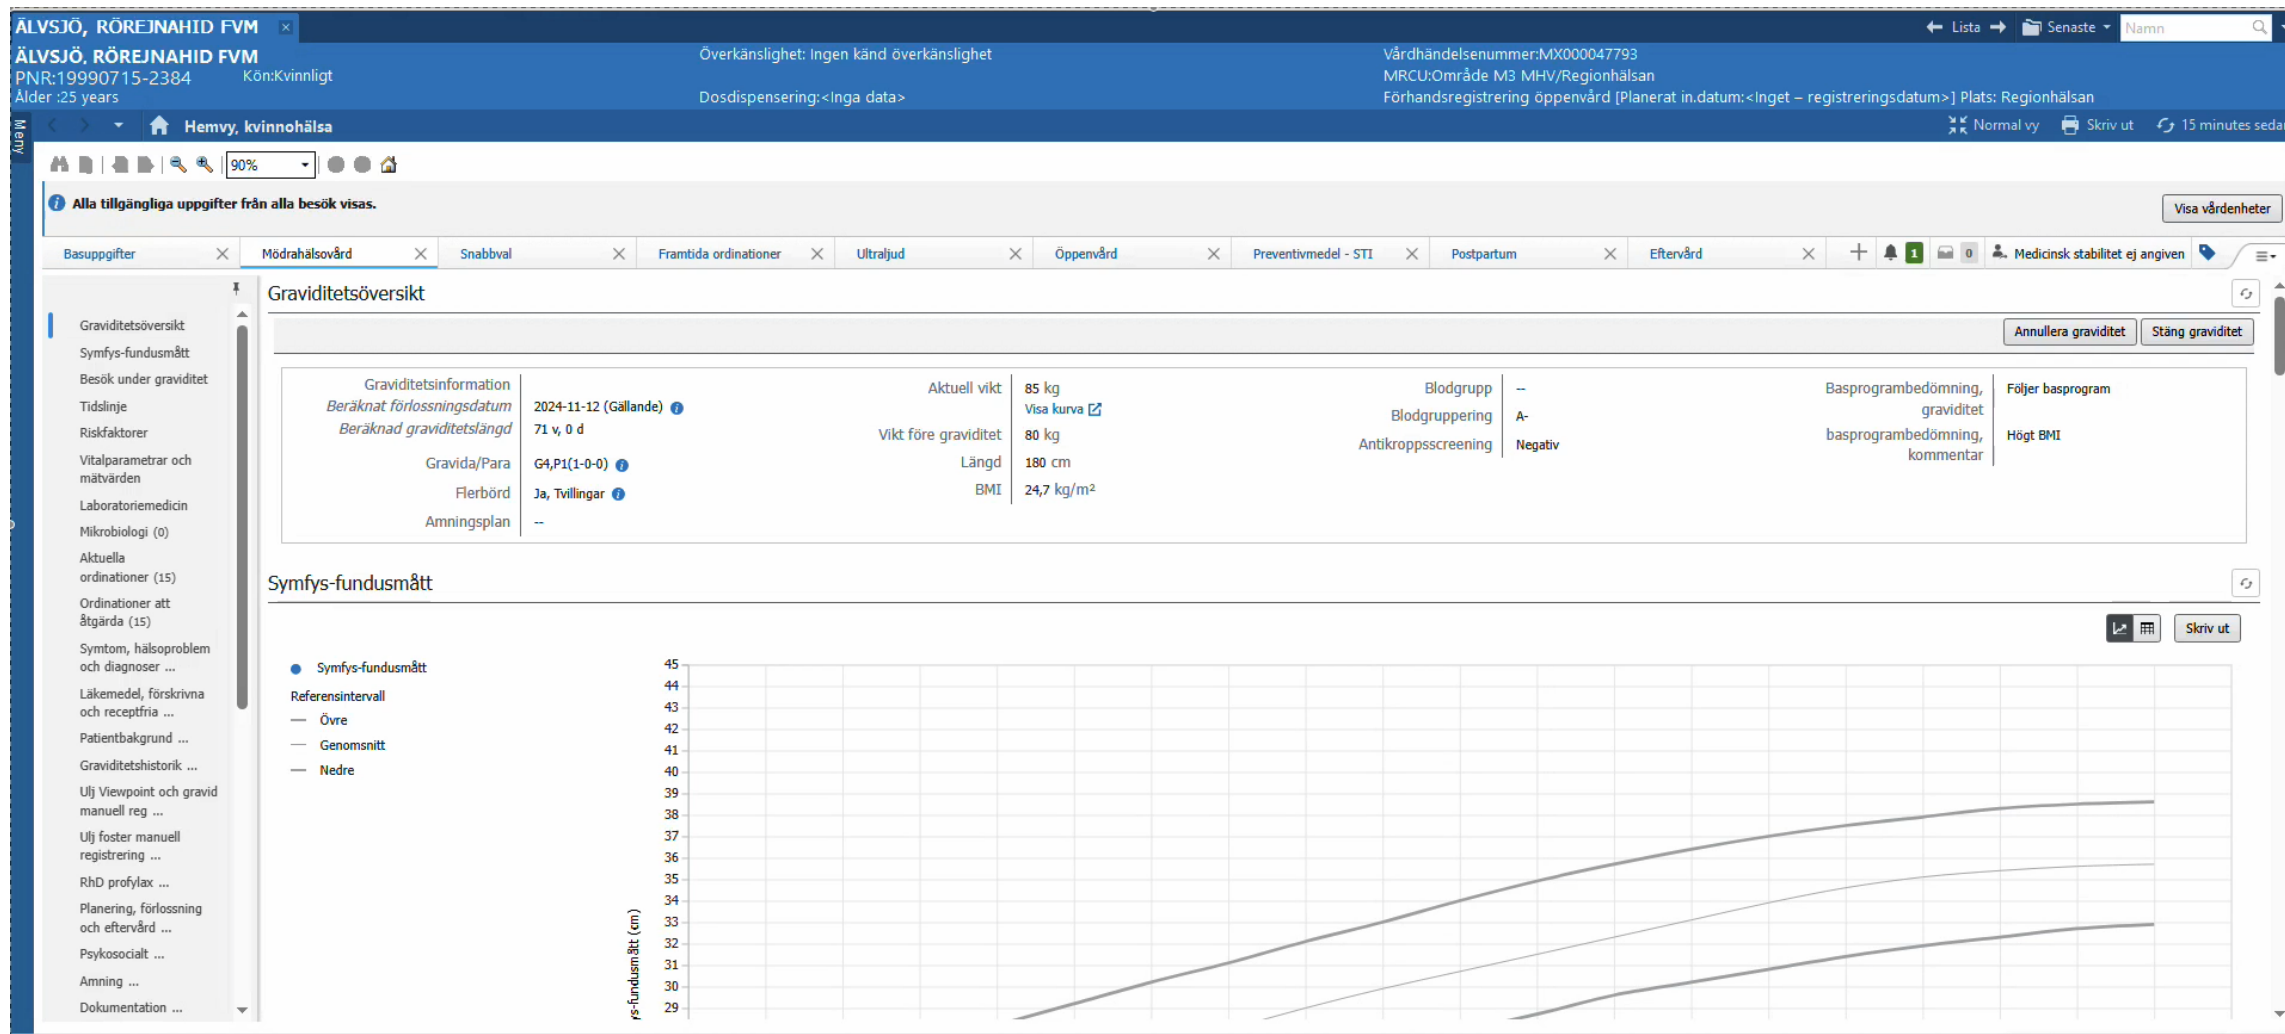 ÄLVSJÖ, RÖREJNAHID FVM
Lista
Senaste
Namn
ÄLVSJÖ, RÖREJNAHID FVM
Överkänslighet: Ingen känd överkänslighet
Vårdhändelsenummer:MX000047793
PNR:19990715-2384
Kön:Kvinnligt
MRCU:Område M3 MHV/Regionhälsan
Ålder :25 years
Dosdispensering:<Inga data>
Förhandsregistrering öppenvård [Planerat in.datum:<Inget – registreringsdatum>] Plats: Regionhälsan
Meny
Hemvy, kvinnohälsa
Normal vy
Skriv ut
15 minutes sedan
90%
Alla tillgängliga uppgifter från alla besök visas.
Visa vårdenheter
Basuppgifter
Mödrahälsovård
Snabbval
Framtida ordinationer
Ultraljud
Öppenvård
Preventivmedel - STI
Postpartum
Eftervård
1
0
Medicinsk stabilitet ej angiven
Graviditetsöversikt
Symfys-fundusmått
Besök under graviditet
Tidslinje
Riskfaktorer
Vitalparametrar och
mätvärden
Laboratoriemedicin
Mikrobiologi (0)
Aktuella
ordinationer (15)
Ordinationer att
åtgärda (15)
Symtom, hälsoproblem
och diagnoser ...
Läkemedel, förskrivna
och receptfria ...
Patientbakgrund ...
Graviditetshistorik ...
Ulj Viewpoint och gravid
manuell reg ...
Ulj foster manuell
registrering ...
RhD profylax ...
Planering, förlossning
och eftervård ...
Psykosocialt ...
Amning ...
Dokumentation ...
Graviditetsöversikt
Annullera graviditet
Stäng graviditet
Graviditetsinformation
Beräknat förlossningsdatum 2024-11-12 (Gällande)
Beräknad graviditetslängd 71 v, 0 d
Gravida/Para G4,P1(1-0-0)
Flerbörd Ja, Tvillingar
Amningsplan --
Aktuell vikt 85 kg
Visa kurva
Vikt före graviditet 80 kg
Längd 180 cm
BMI 24,7 kg/m²
Blodgrupp --
Blodgruppering A-
Antikroppsscreening Negativ
Basprogrambedömning, Följer basprogram
graviditet
basprogrambedömning, Högt BMI
kommentar
Symfys-fundusmått
Skriv ut
Symfys-fundusmått
Referensintervall
Övre
Genomsnitt
Nedre
45
44
43
42
41
40
39
38
37
36
35
34
33
32
31
30
29
ys-fundusmått (cm)